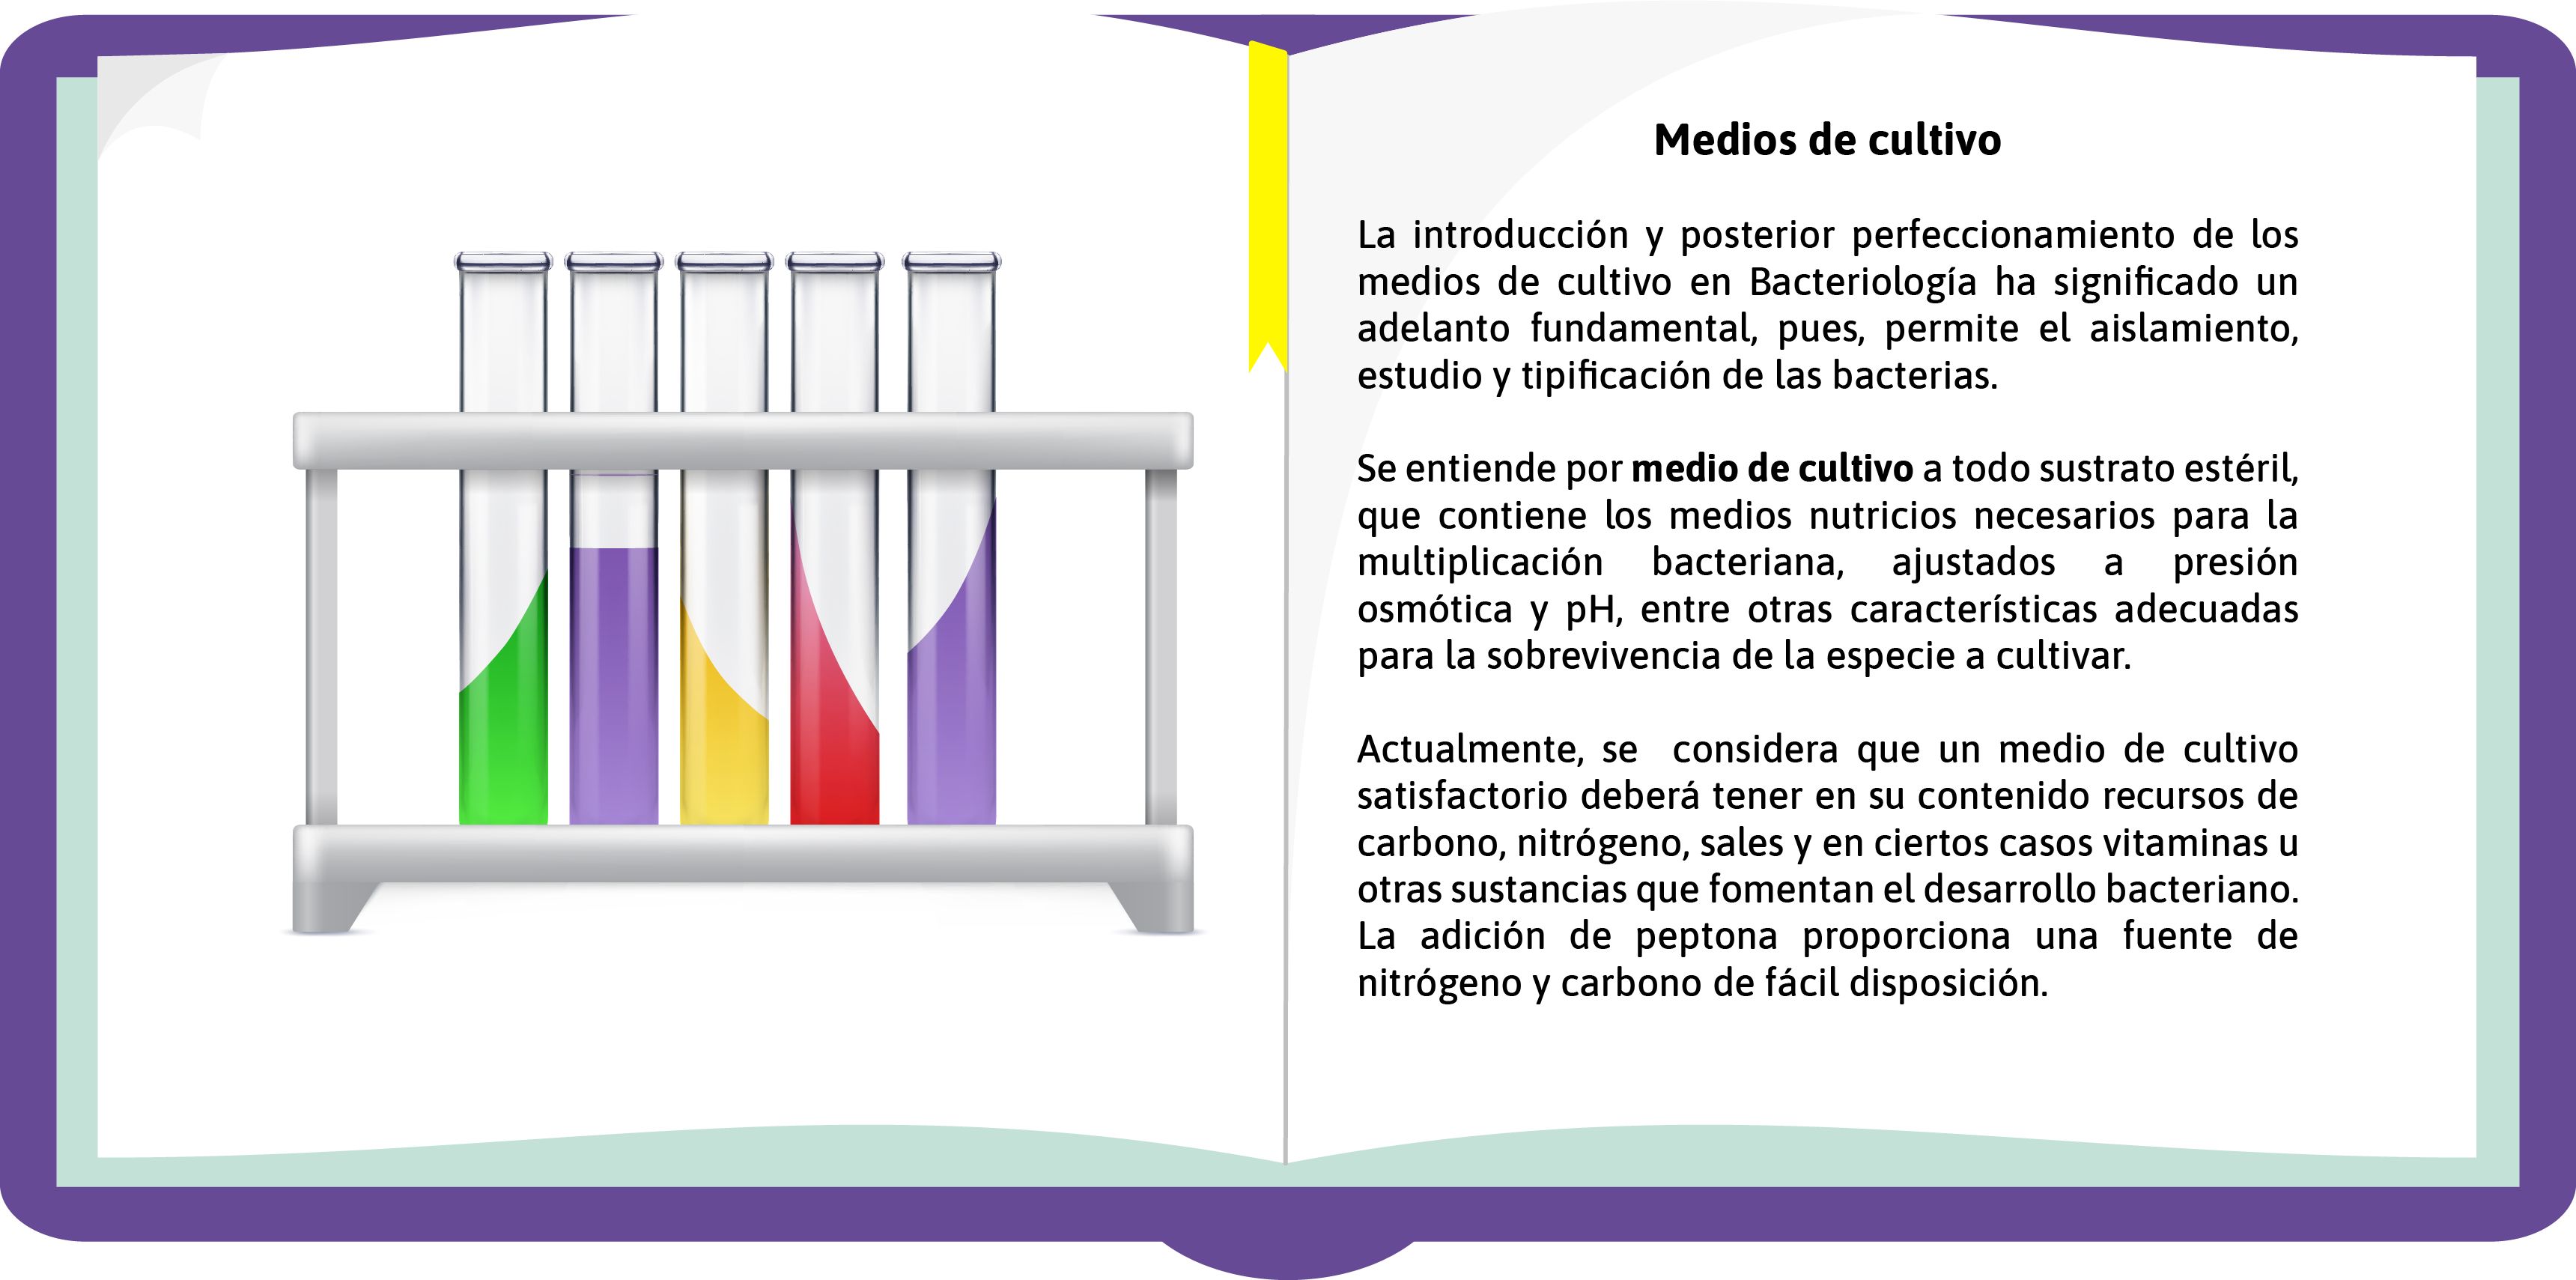 Medios de cultivo
La introducción y posterior perfeccionamiento de los
medios de cultivo en Bacteriología ha significado un
adelanto fundamental, pues, permite el aislamiento,
estudio y tipificación de las bacterias.
Se entiende por medio de cultivo a todo sustrato estéril,
que contiene los medios nutricios necesarios para la
multiplicación bacteriana, ajustados a presión
osmótica y pH, entre otras características adecuadas
para la sobrevivencia de la especie a cultivar.
Actualmente, se considera que un medio de cultivo
satisfactorio deberá tener en su contenido recursos de
carbono, nitrógeno, sales y en ciertos casos vitaminas u
otras sustancias que fomentan el desarrollo bacteriano.
La adición de peptona proporciona una fuente de
nitrógeno y carbono de fácil disposición.